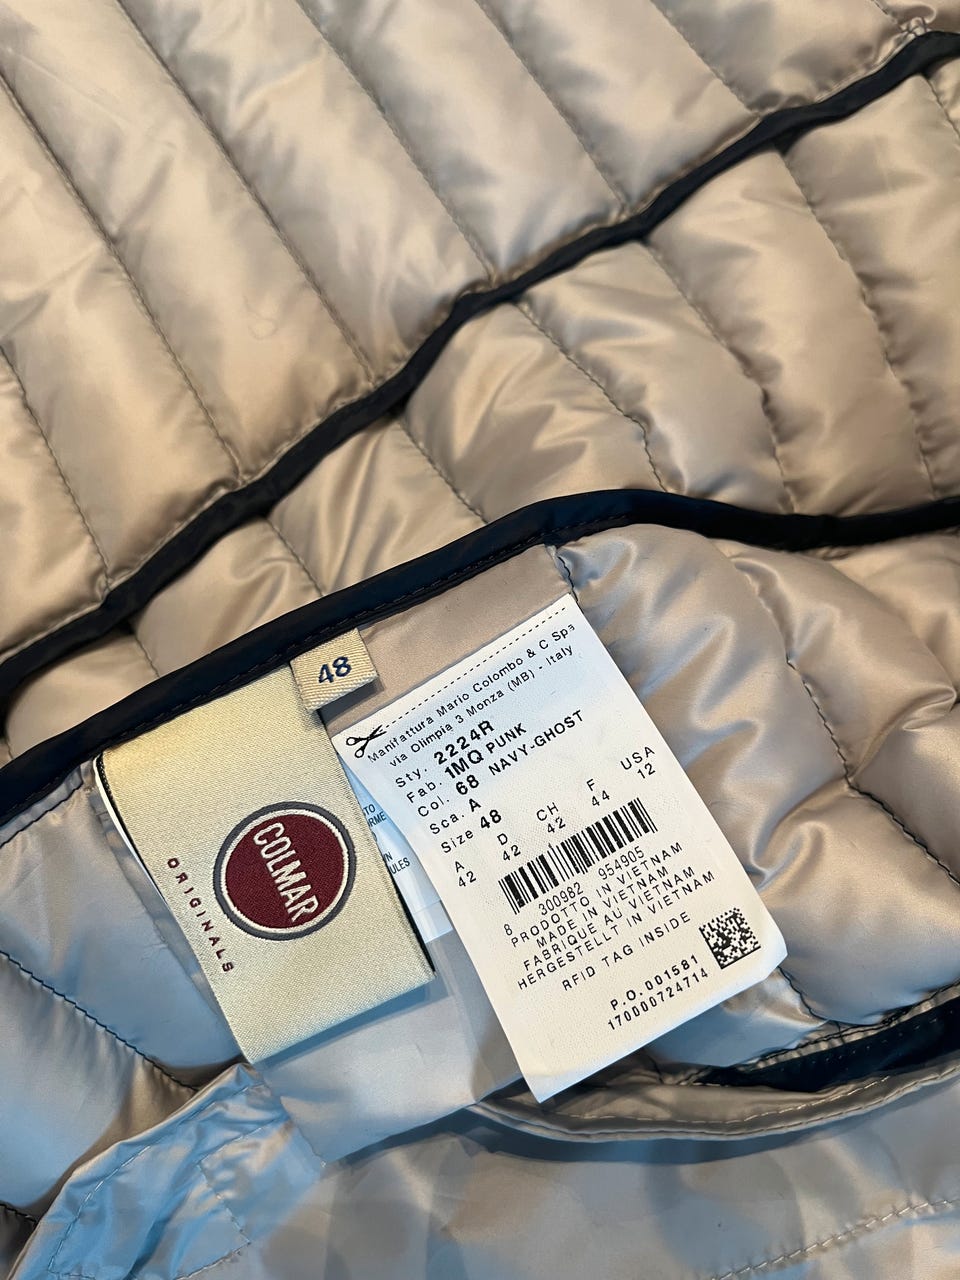 48
COLMAR
ORIGINALS
Manifattura Mario Colombo & C Spa
via Olimpia 3 Monza (MB) - Italy
Sty. 2224R
Fab. 1MQ PUNK
Col. 68 NAVY-GHOST
Sca. A
Size 48
A D CH F USA
42 42 42 44 12
8 300982 954905
PRODOTTO IN VIETNAM
MADE IN VIETNAM
FABRIQUE AU VIETNAM
HERGESTELLT IN VIETNAM
RFID TAG INSIDE
P.O. 001581
170000724714